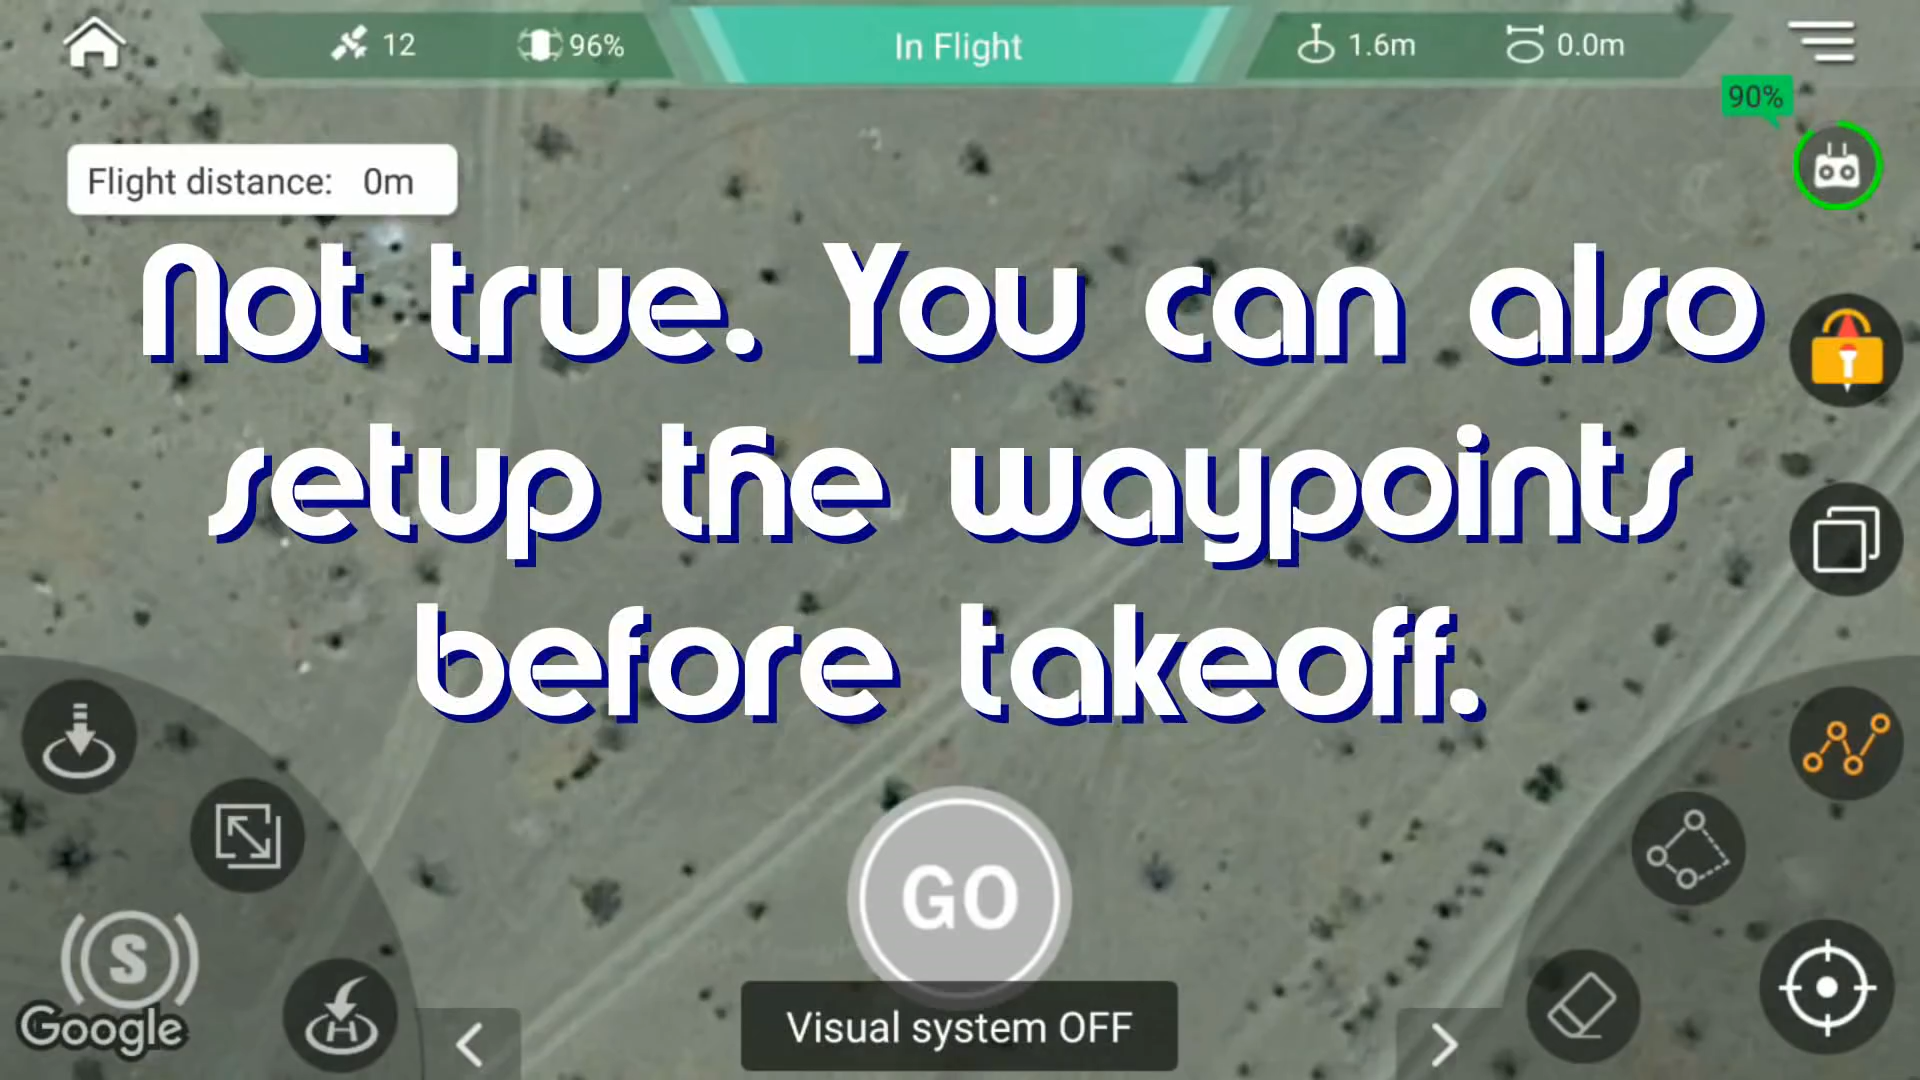 12
96%
In Flight
1.6m
0.0m
90%
Flight distance: 0m
Not true. You can also
setup the waypoints
before takeoff.
GO
S
Google
H
Visual system OFF